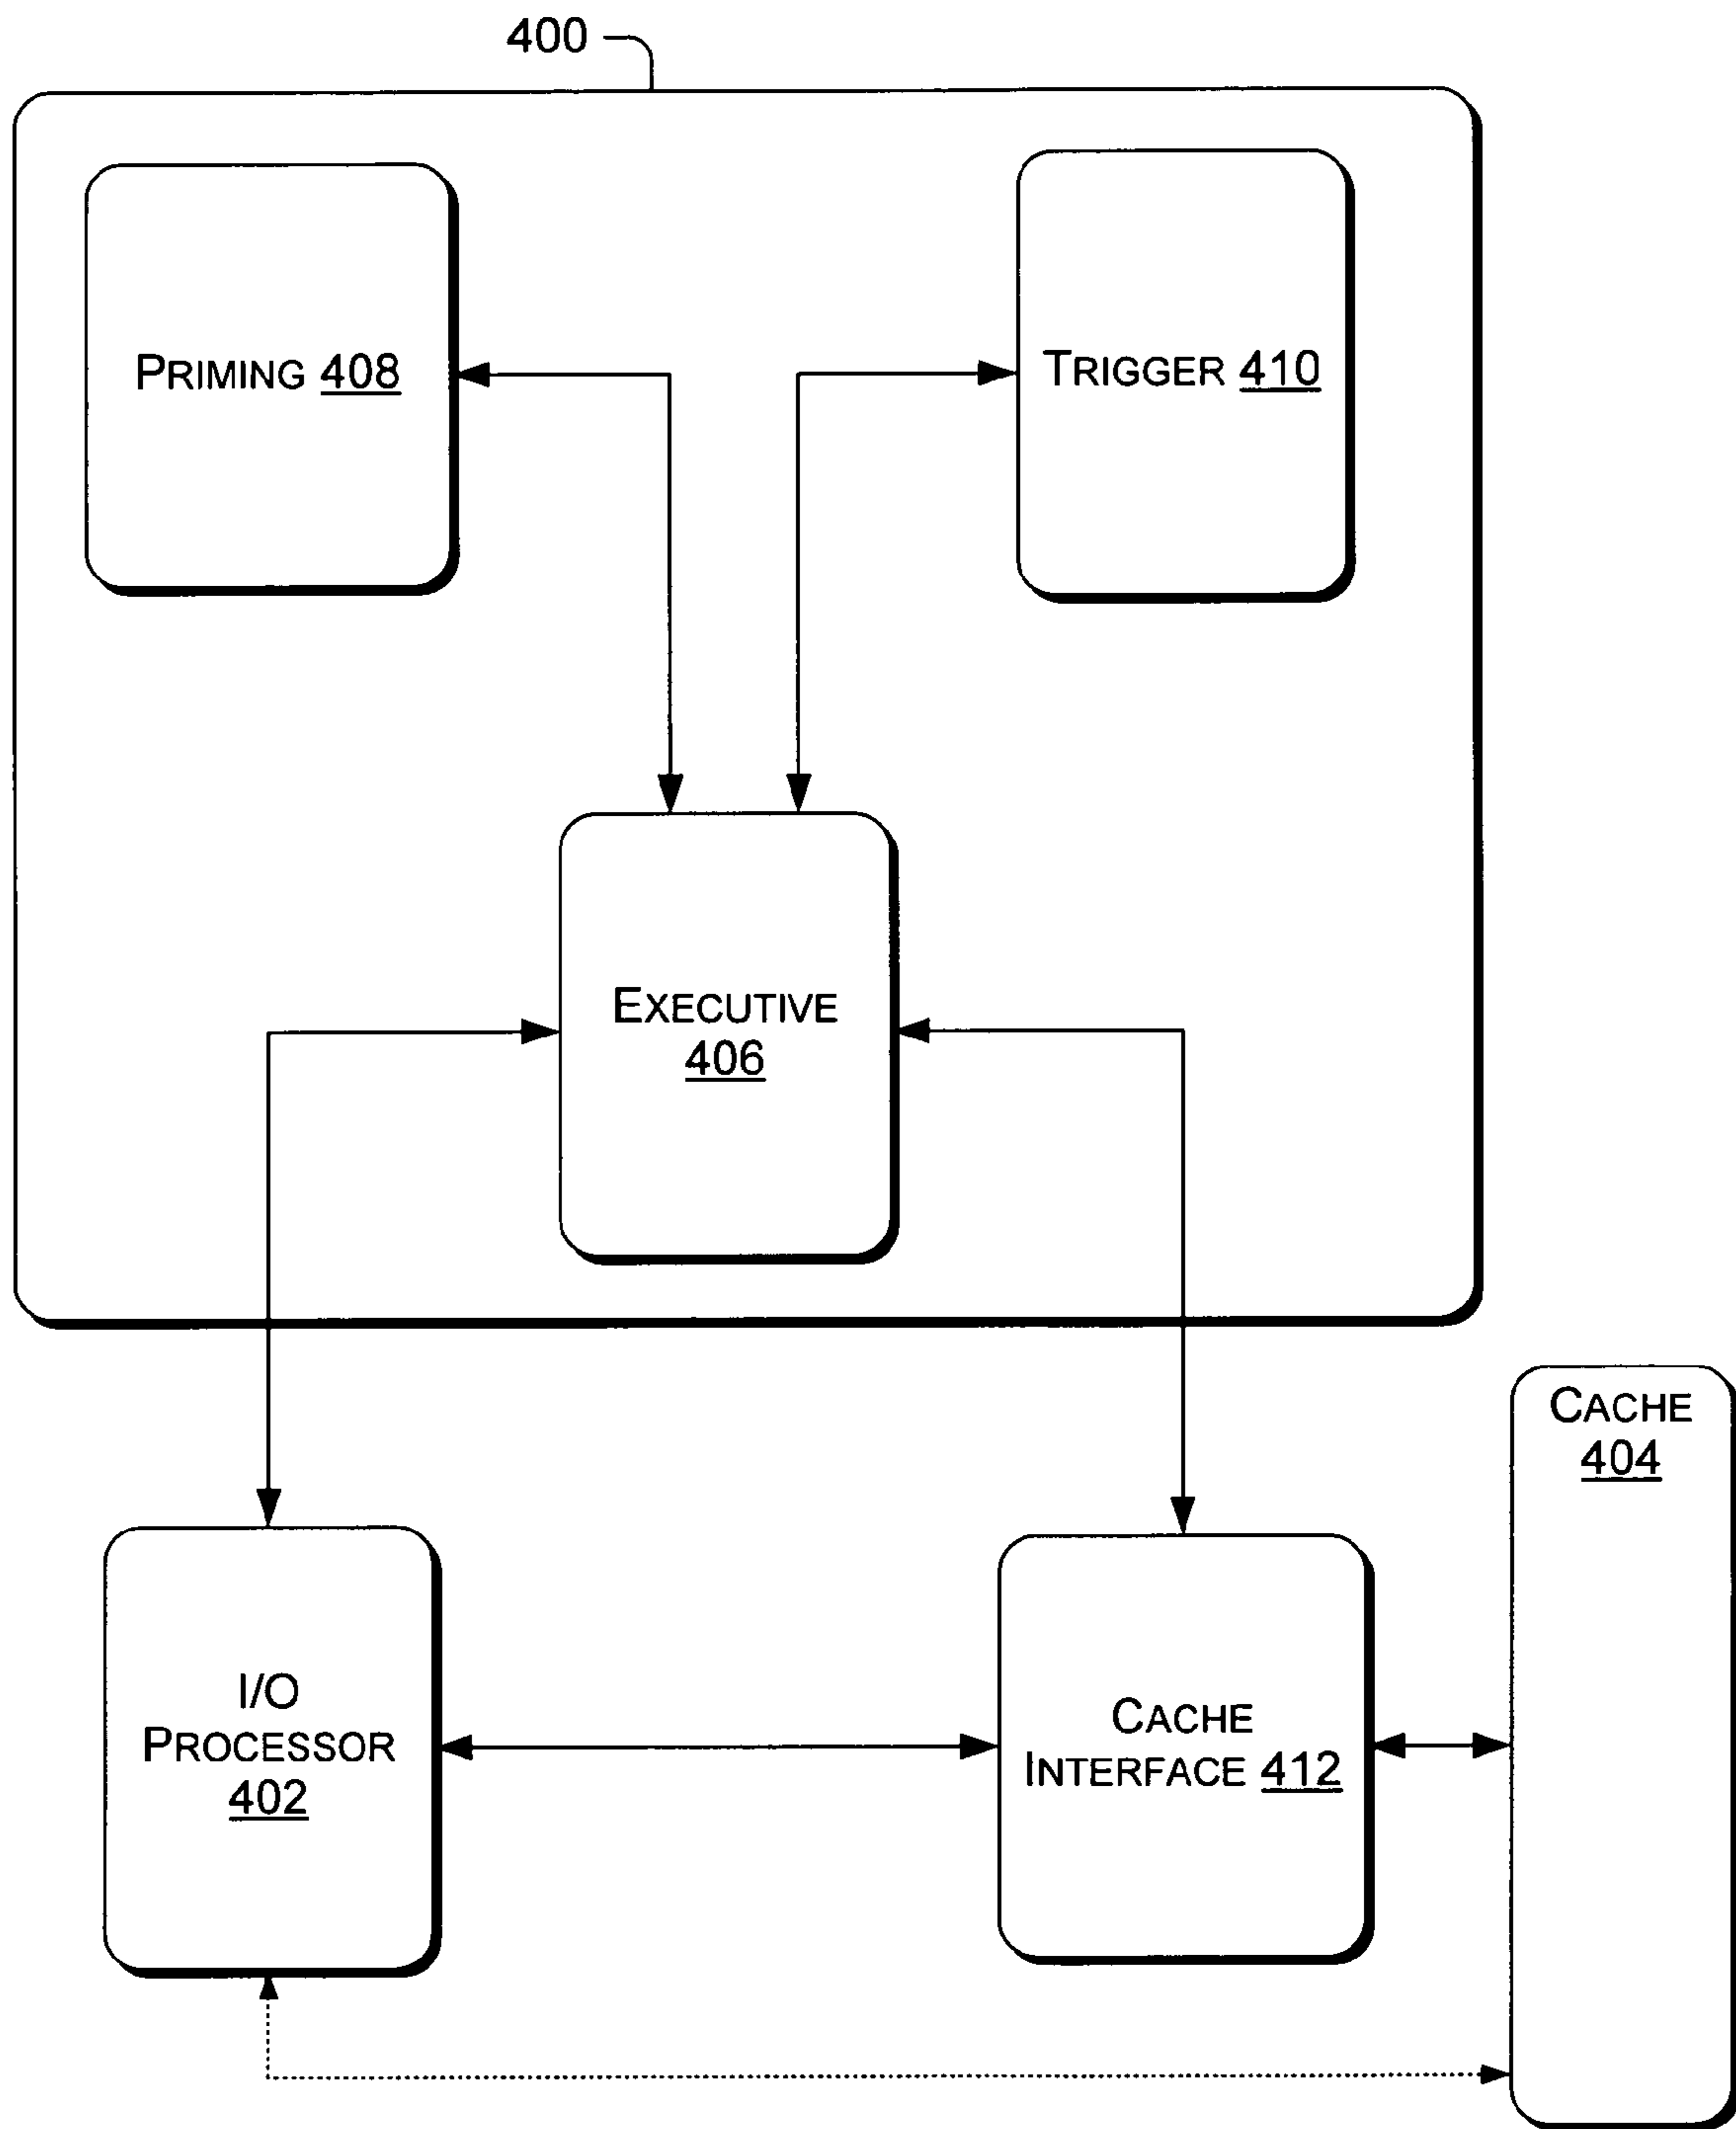 400
PRIMING 408
TRIGGER 410
EXECUTIVE
406
CACHE
404
I/O
PROCESSOR
402
CACHE
INTERFACE 412